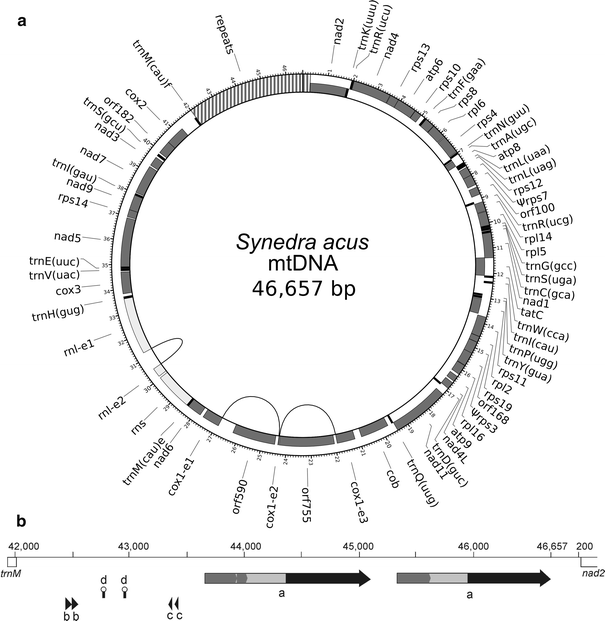 a
repeats
nad2
trnK(uuu)
trnR(ucu)
nad4
rps13
atp6
rps10
trnF(gaa)
rps8
rpl6
rps4
trnN(guu)
trnA(ugc)
atp8
trnL(uaa)
trnL(uag)
rps12
Ψrps7
orf100
trnR(ucg)
rpl14
rpl5
trnG(gcc)
trnS(uga)
trnC(gca)
nad1
tatC
trnW(cca)
trnI(cau)
trnP(ugg)
trnY(gua)
rps11
rpl2
rps19
orf168
Ψrps3
rpl16
atp9
nad4L
trnD(guc)
nad11
trnQ(uug)
cob
cox1-e3
orf755
cox1-e2
orf590
cox1-e1
nad6
trnM(cau)e
rns
rnl-e2
rnl-e1
trnH(gug)
cox3
trnV(uac)
trnE(uuc)
nad5
rps14
nad9
trnI(gau)
nad7
nad3
trnS(gcu)
orf182
cox2
trnM(cau)f
Synedra acus
mtDNA
46,657 bp
b
42,000 43,000 44,000 45,000 46,000 46,657 200
trnM nad2
d d
b b c c a a